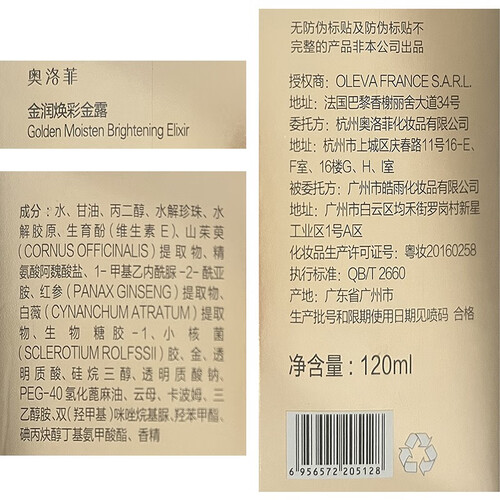 奥洛菲
金润焕彩金露
Golden Moisten Brightening Elixir
成分：水、甘油、丙二醇、水解珍珠、水
解胶原、生育酚(维生素E)、山茱萸
(CORNUS OFFICINALIS)提取物、精
氨酸阿魏酸盐、1-甲基乙内酰脲-2-酰亚
胺、红参(PANAX GINSENG)提取物、
白薇(CYNANCHUM ATRATUM)提取
物、生物糖胶-1、小核菌
(SCLEROTIUM ROLFSSII)胶、金、透
明质酸、硅烷三醇、透明质酸钠、
PEG-40氢化蓖麻油、云母、卡波姆、三
乙醇胺、双(羟甲基)咪唑烷基脲、羟苯甲酯、
碘丙炔醇丁基氨甲酸酯、香精
无防伪标贴及防伪标贴不
完整的产品非本公司出品
授权商：OLEVA FRANCE S.A.R.L.
地址：法国巴黎香榭丽舍大道34号
委托方：杭州奥洛菲化妆品有限公司
地址：杭州市上城区庆春路11号16-E、
F室、16楼G、H、I室
被委托方：广州市皓雨化妆品有限公司
地址：广州市白云区均禾街罗岗村新星
工业区1号A区
化妆品生产许可证号：粤妆20160258
执行标准：QB/T 2660
产地：广东省广州市
生产批号和限期使用日期见喷码 合格
净含量：120ml
6 956572 205128